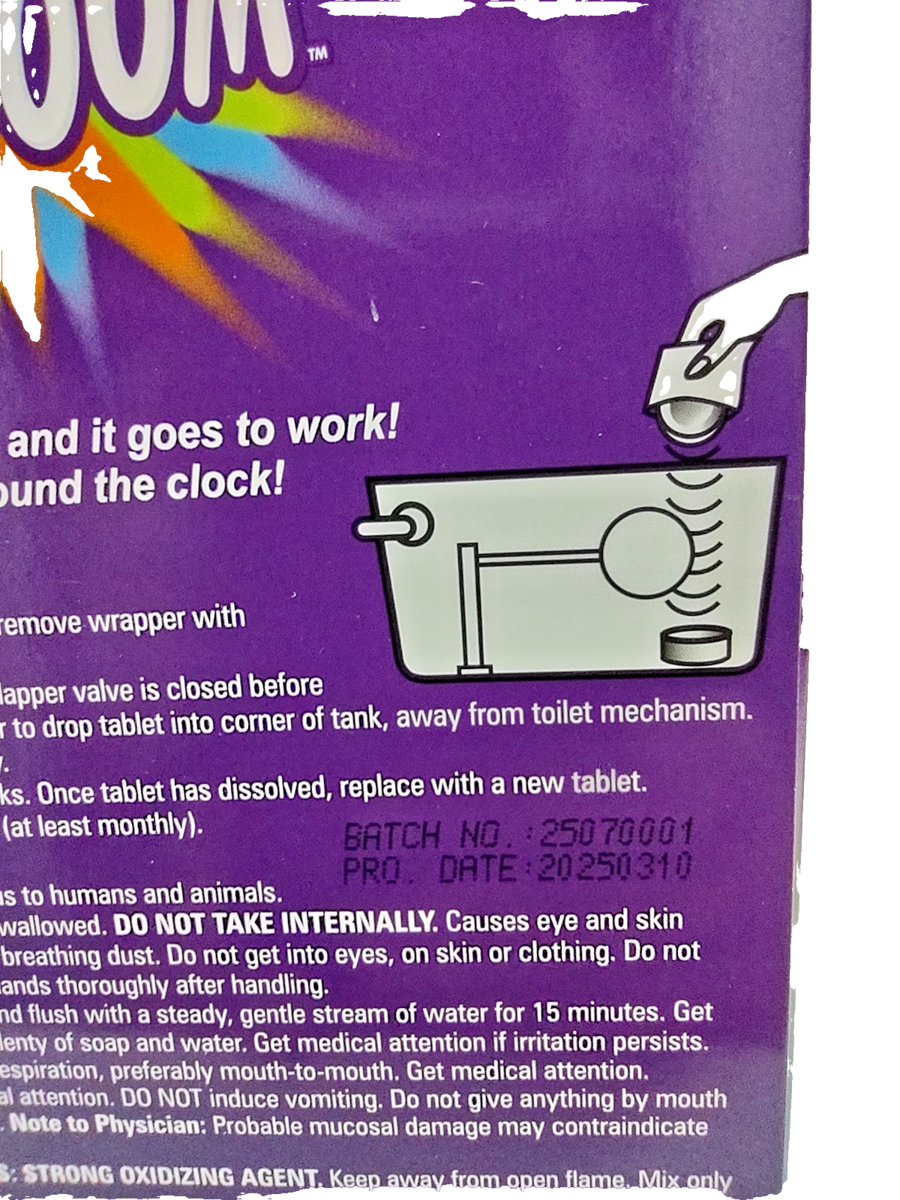 OOM™
and it goes to work!
ound the clock!
remove wrapper with
lapper valve is closed before
r to drop tablet into corner of tank, away from toilet mechanism.
y.
ks. Once tablet has dissolved, replace with a new tablet.
(at least monthly).
BATCH NO.:25070001
PRO. DATE:20250310
us to humans and animals.
wallowed. DO NOT TAKE INTERNALLY. Causes eye and skin
breathing dust. Do not get into eyes, on skin or clothing. Do not
ands thoroughly after handling.
nd flush with a steady, gentle stream of water for 15 minutes. Get
lenty of soap and water. Get medical attention if irritation persists.
espiration, preferably mouth-to-mouth. Get medical attention.
al attention. DO NOT induce vomiting. Do not give anything by mouth
. Note to Physician: Probable mucosal damage may contraindicate
S: STRONG OXIDIZING AGENT. Keep away from open flame. Mix only